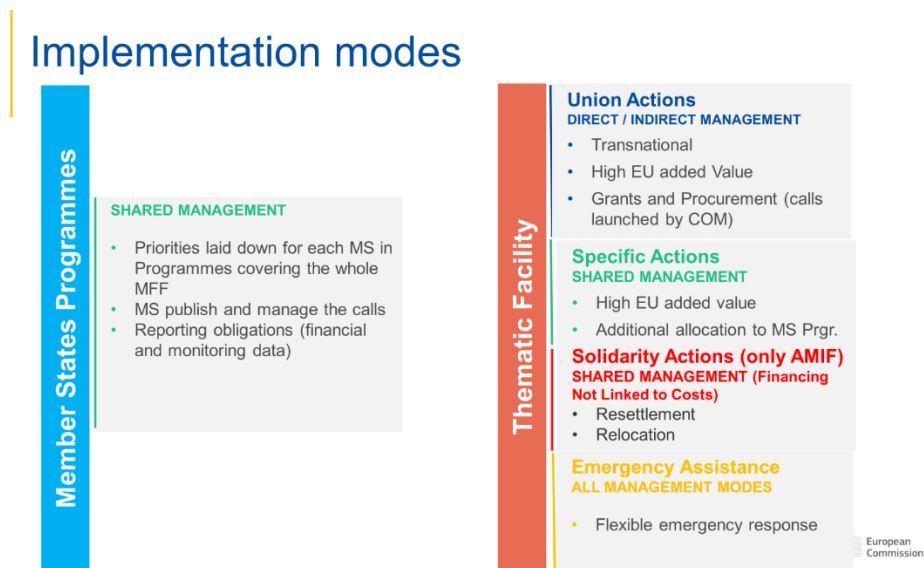 Implementation modes
Member States Programmes
SHARED MANAGEMENT
• Priorities laid down for each MS in
Programmes covering the whole
MFF
• MS publish and manage the calls
• Reporting obligations (financial
and monitoring data)
Thematic Facility
Union Actions
DIRECT / INDIRECT MANAGEMENT
• Transnational
• High EU added Value
• Grants and Procurement (calls
launched by COM)
Specific Actions
SHARED MANAGEMENT
• High EU added value
• Additional allocation to MS Prgr.
Solidarity Actions (only AMIF)
SHARED MANAGEMENT (Financing
Not Linked to Costs)
• Resettlement
• Relocation
Emergency Assistance
ALL MANAGEMENT MODES
• Flexible emergency response
European
Commission